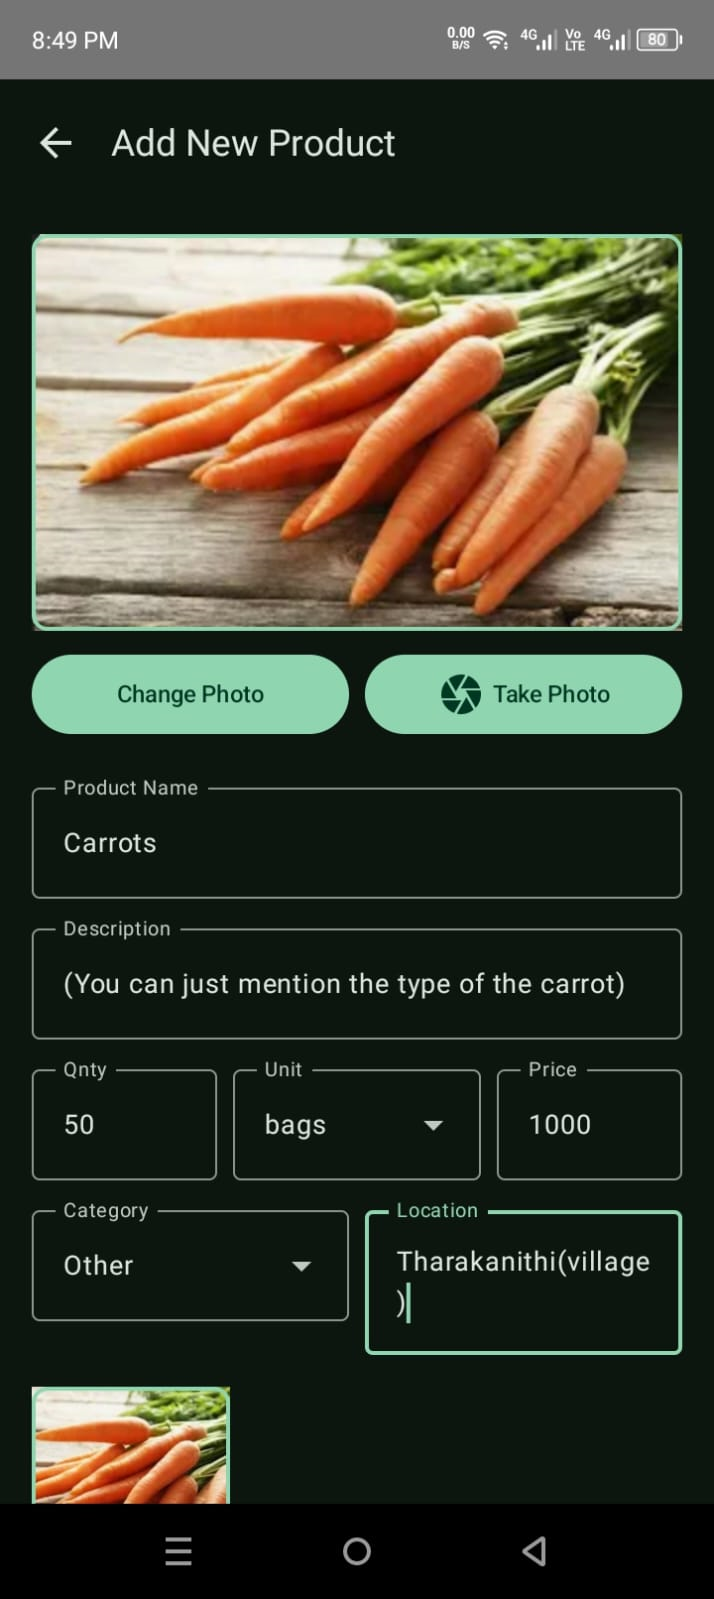 8:49 PM
0.00
B/S
4G
Vo
LTE
4G
80
Add New Product
Change Photo
Take Photo
Product Name
Carrots
Description
(You can just mention the type of the carrot)
Qnty
Unit
Price
50
bags
1000
Category
Location
Other
Tharakanithi(village
)